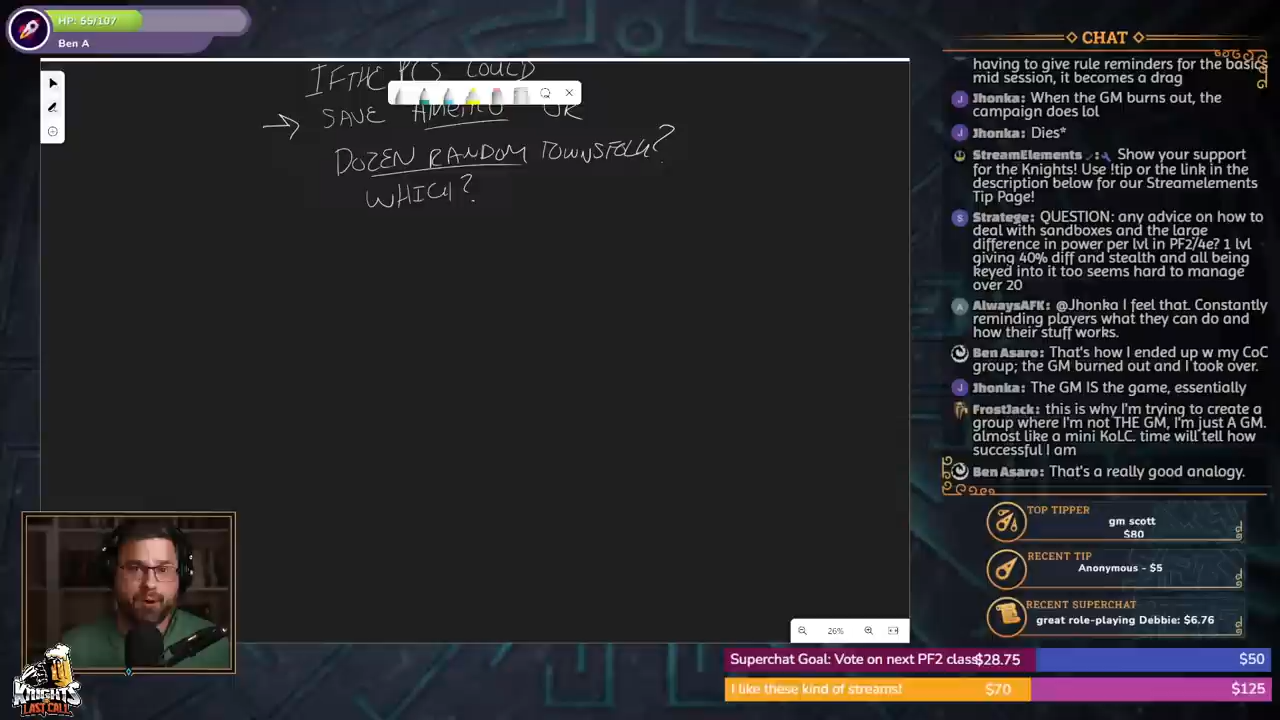 HP: 55/107
Ben A
IF THE PCS COULD
SAVE AMEIKO OR
DOZEN RANDOM TOWNSFOLK?
WHICH?
26%
KNIGHTS
LAST CALL
CHAT
having to give rule reminders for the basics
mid session, it becomes a drag
Jhonka: When the GM burns out, the
campaign does lol
Jhonka: Dies*
StreamElements: Show your support
for the Knights! Use !tip or the link in the
description below for our Streamelements
Tip Page!
Stratege: QUESTION: any advice on how to
deal with sandboxes and the large
difference in power per lvl in PF2/4e? 1 lvl
giving 40% diff and stealth and all being
keyed into it too seems hard to manage
over 20
AlwaysAFK: @Jhonka I feel that. Constantly
reminding players what they can do and
how their stuff works.
Ben Asaro: That's how I ended up w my CoC
group; the GM burned out and I took over.
Jhonka: The GM IS the game, essentially
FrostJack: this is why I'm trying to create a
group where I'm not THE GM, I'm just A GM.
almost like a mini KoLC. time will tell how
successful I am
Ben Asaro: That's a really good analogy.
TOP TIPPER
gm scott
$80
RECENT TIP
Anonymous - $5
RECENT SUPERCHAT
great role-playing Debbie: $6.76
Superchat Goal: Vote on next PF2 class $28.75 $50
I like these kind of streams! $70 $125